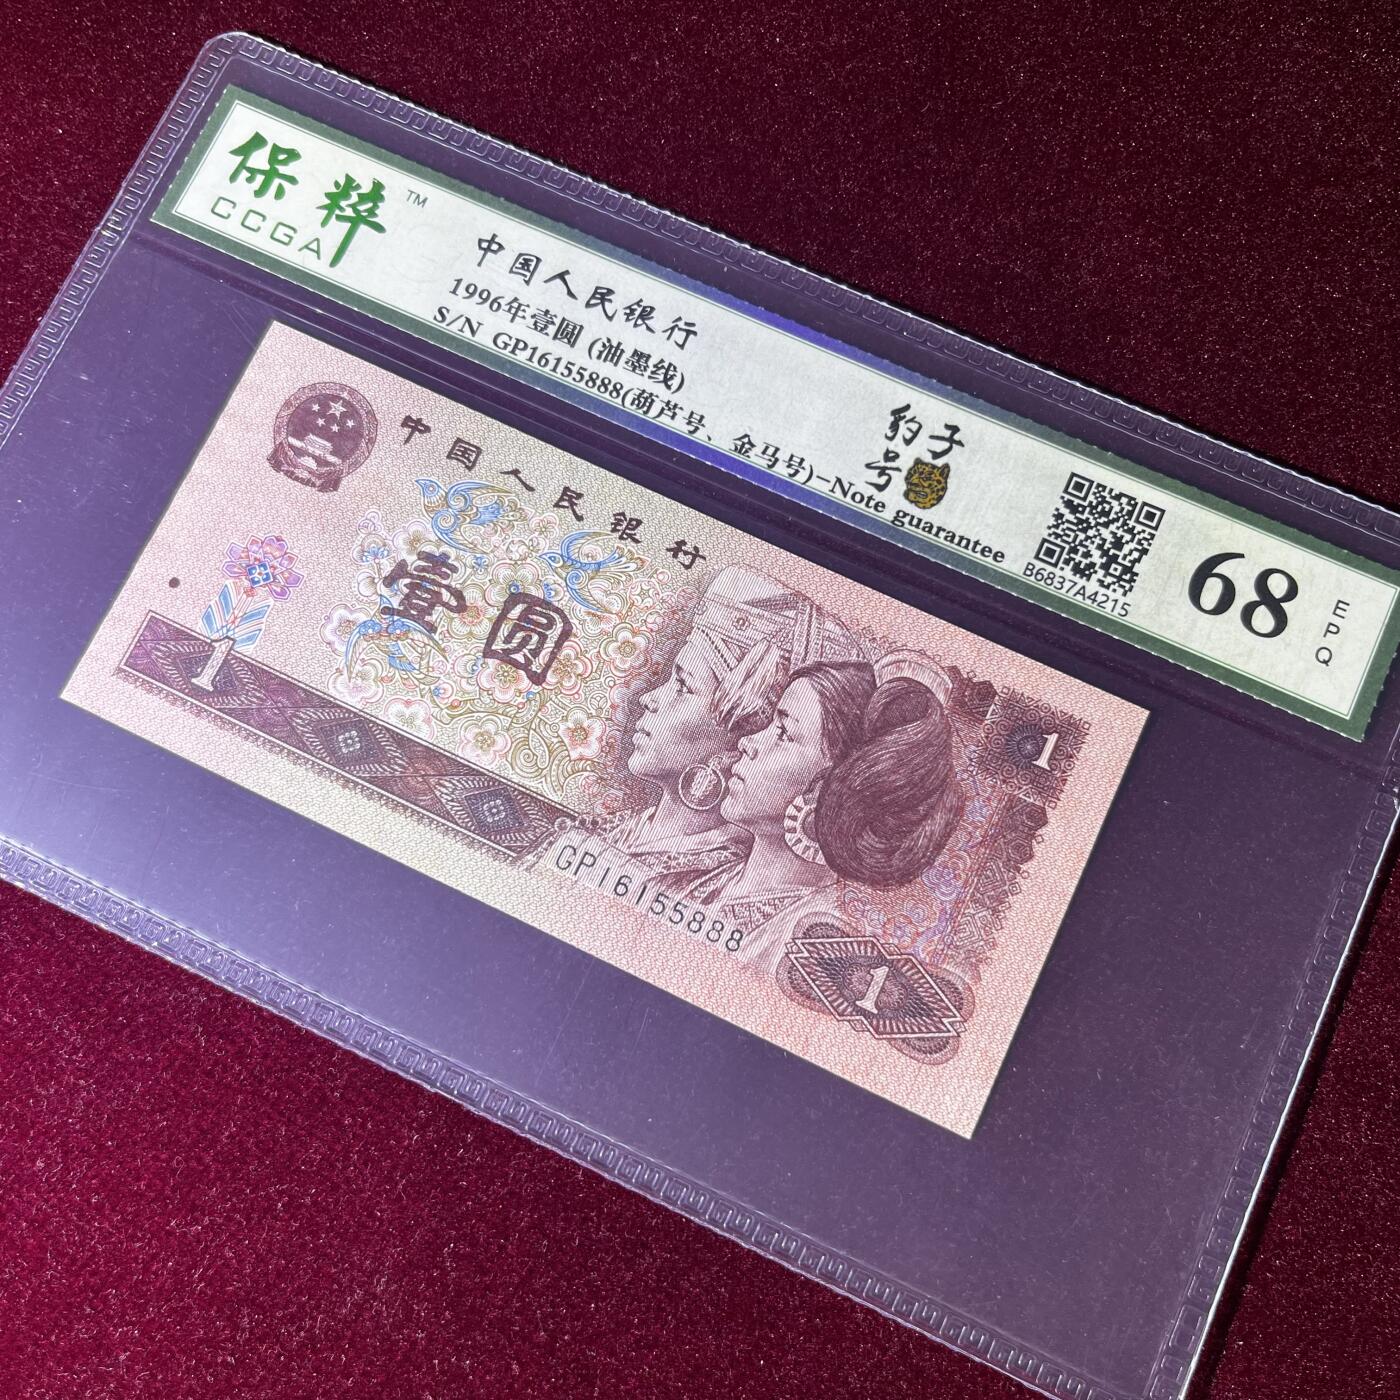 保粹™
CCGA
中国人民银行
1996年壹圆 (油墨线)
S/N GP16155888(葫芦号、金马号)-Note guarantee
豹子
号
B6837A4215
68
EPQ
中国人民银行
壹圆
1
1
GP16155888
1